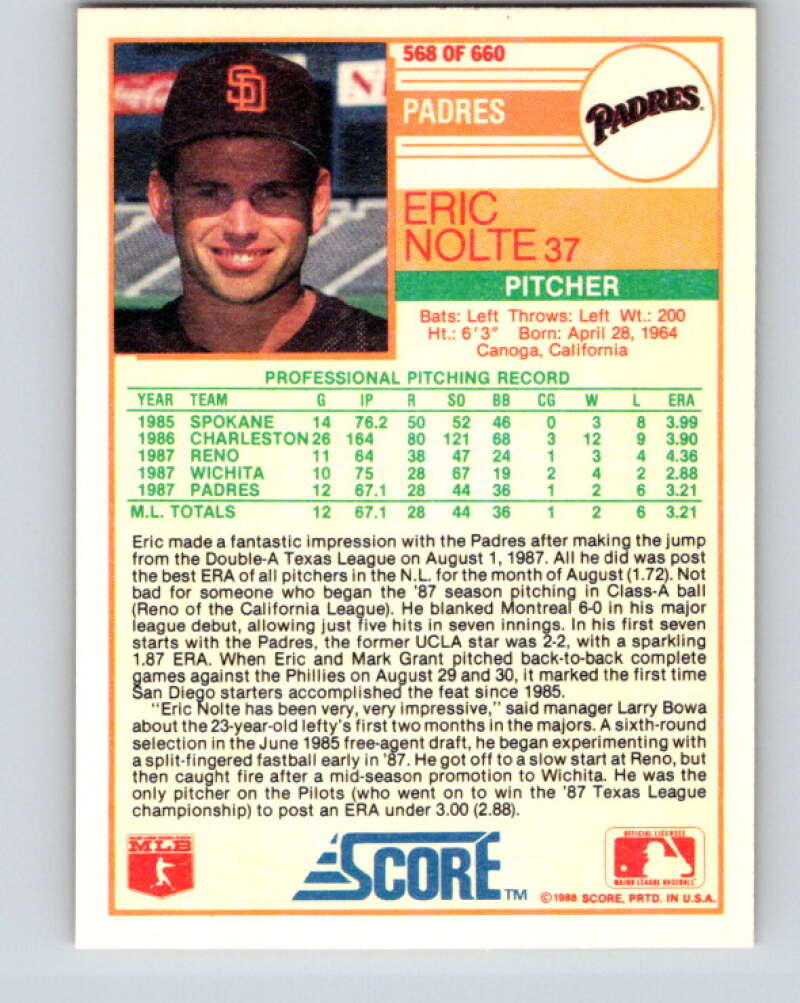 568 OF 660
PADRES
PADRES
SD
ERIC
NOLTE 37
PITCHER
Bats: Left Throws: Left Wt.: 200
Ht.: 6'3" Born: April 28, 1964
Canoga, California
PROFESSIONAL PITCHING RECORD
YEAR TEAM G IP R SO BB CG W L ERA
1985 SPOKANE 14 76.2 50 52 46 0 3 8 3.99
1986 CHARLESTON 26 164 80 121 68 3 12 9 3.90
1987 RENO 11 64 38 47 24 1 3 4 4.36
1987 WICHITA 10 75 28 67 19 2 4 2 2.88
1987 PADRES 12 67.1 28 44 36 1 2 6 3.21
M.L. TOTALS 12 67.1 28 44 36 1 2 6 3.21
Eric made a fantastic impression with the Padres after making the jump
from the Double-A Texas League on August 1, 1987. All he did was post
the best ERA of all pitchers in the N.L. for the month of August (1.72). Not
bad for someone who began the '87 season pitching in Class-A ball
(Reno of the California League). He blanked Montreal 6-0 in his major
league debut, allowing just five hits in seven innings. In his first seven
starts with the Padres, the former UCLA star was 2-2, with a sparkling
1.87 ERA. When Eric and Mark Grant pitched back-to-back complete
games against the Phillies on August 29 and 30, it marked the first time
San Diego starters accomplished the feat since 1985.
"Eric Nolte has been very, very impressive," said manager Larry Bowa
about the 23-year-old lefty's first two months in the majors. A sixth-round
selection in the June 1985 free-agent draft, he began experimenting with
a split-fingered fastball early in '87. He got off to a slow start at Reno, but
then caught fire after a mid-season promotion to Wichita. He was the
only pitcher on the Pilots (who went on to win the '87 Texas League
championship) to post an ERA under 3.00 (2.88).
MLB
SCORE TM
OFFICIAL LICENSEE
MAJOR LEAGUE BASEBALL
©1988 SCORE, PRTD. IN U.S.A.